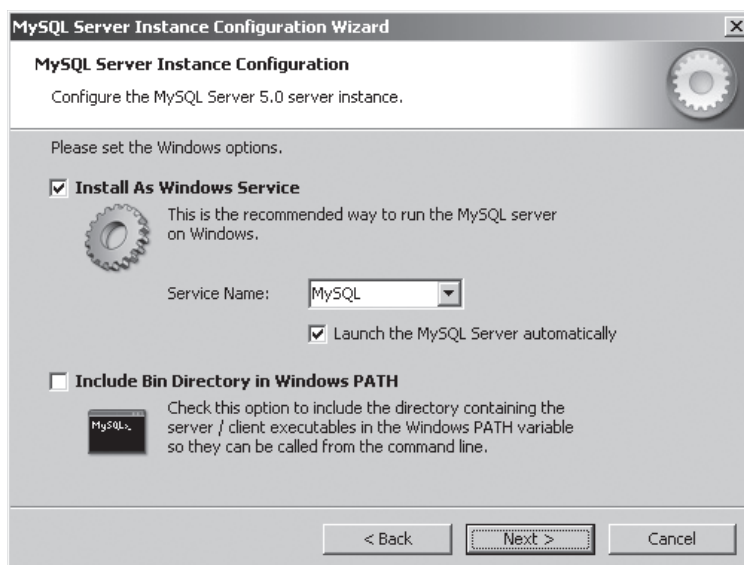 MySQL Server Instance Configuration Wizard
MySQL Server Instance Configuration
Configure the MySQL Server 5.0 server instance.
Please set the Windows options.
Install As Windows Service
This is the recommended way to run the MySQL server
on Windows.
Service Name:
MySQL
Launch the MySQL Server automatically
Include Bin Directory in Windows PATH
MySQL>_
Check this option to include the directory containing the
server / client executables in the Windows PATH variable
so they can be called from the command line.
< Back
Next >
Cancel